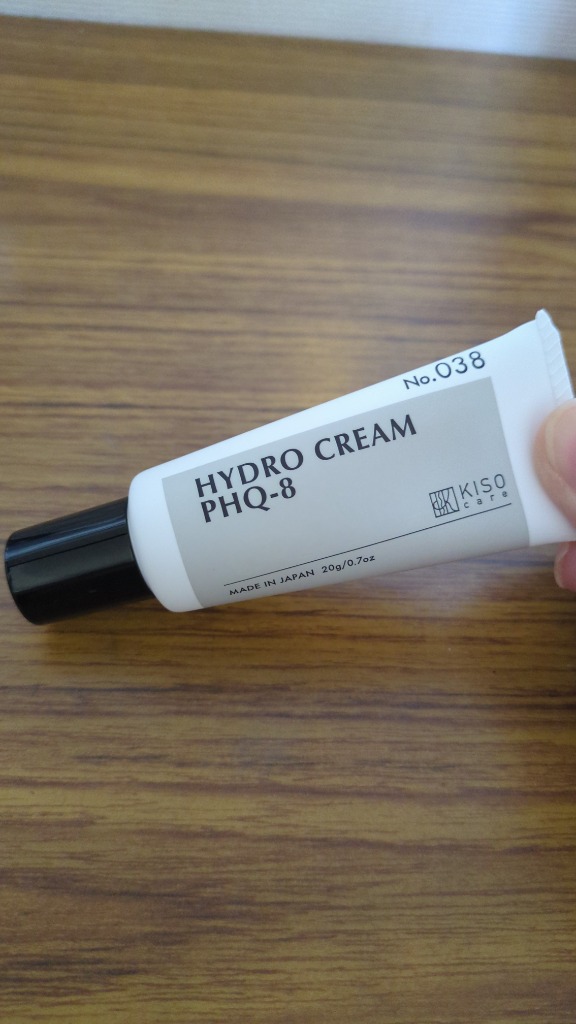 No.038
HYDRO CREAM
PHQ-8
KISO
care
MADE IN JAPAN 20g/0.7oz